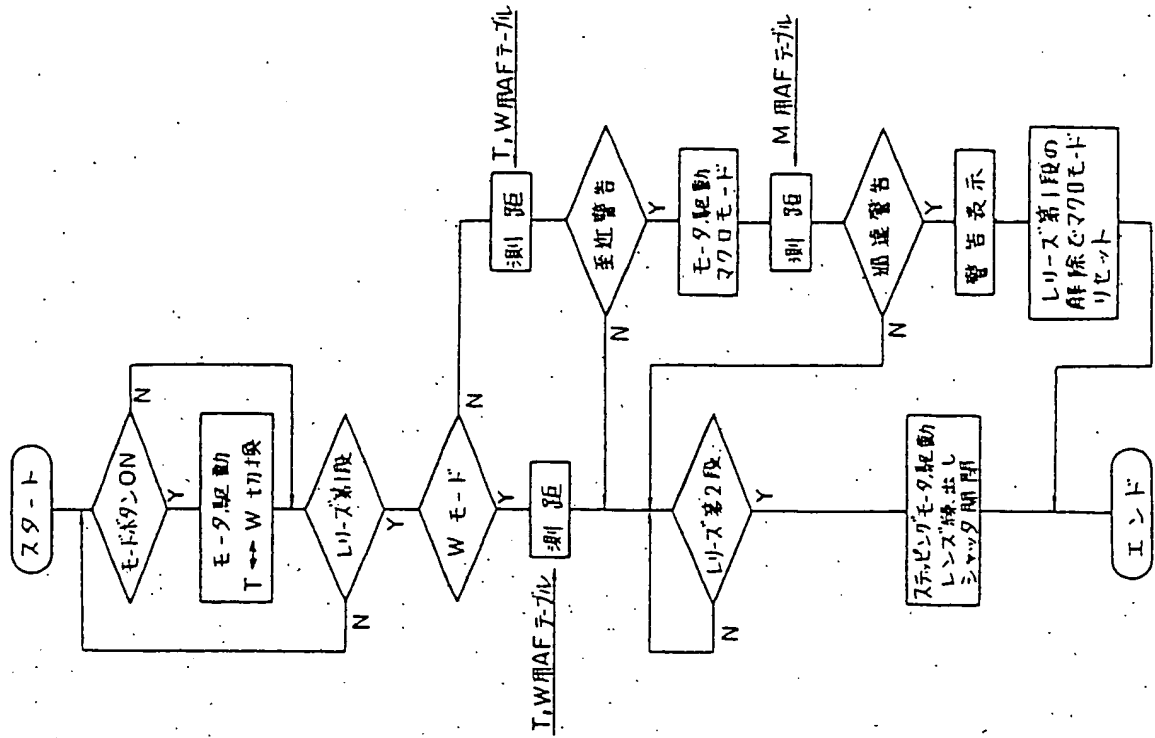 スタート
モードボタンON
Y
N
モータ駆動
T ↔ W 切換
レリーズ第1段
N
Y
Wモード
Y
N
測距
T,W用AFテーブル
測距
T,W用AFテーブル
至近警告
N
Y
モータ駆動
マクロモード
測距
M用AFテーブル
過遠警告
N
Y
警告表示
レリーズ第1段の
解除でマクロモード
リセット
レリーズ第2段
N
Y
ステッピングモータ駆動
レンズ繰出し
シャッタ開閉
エンド